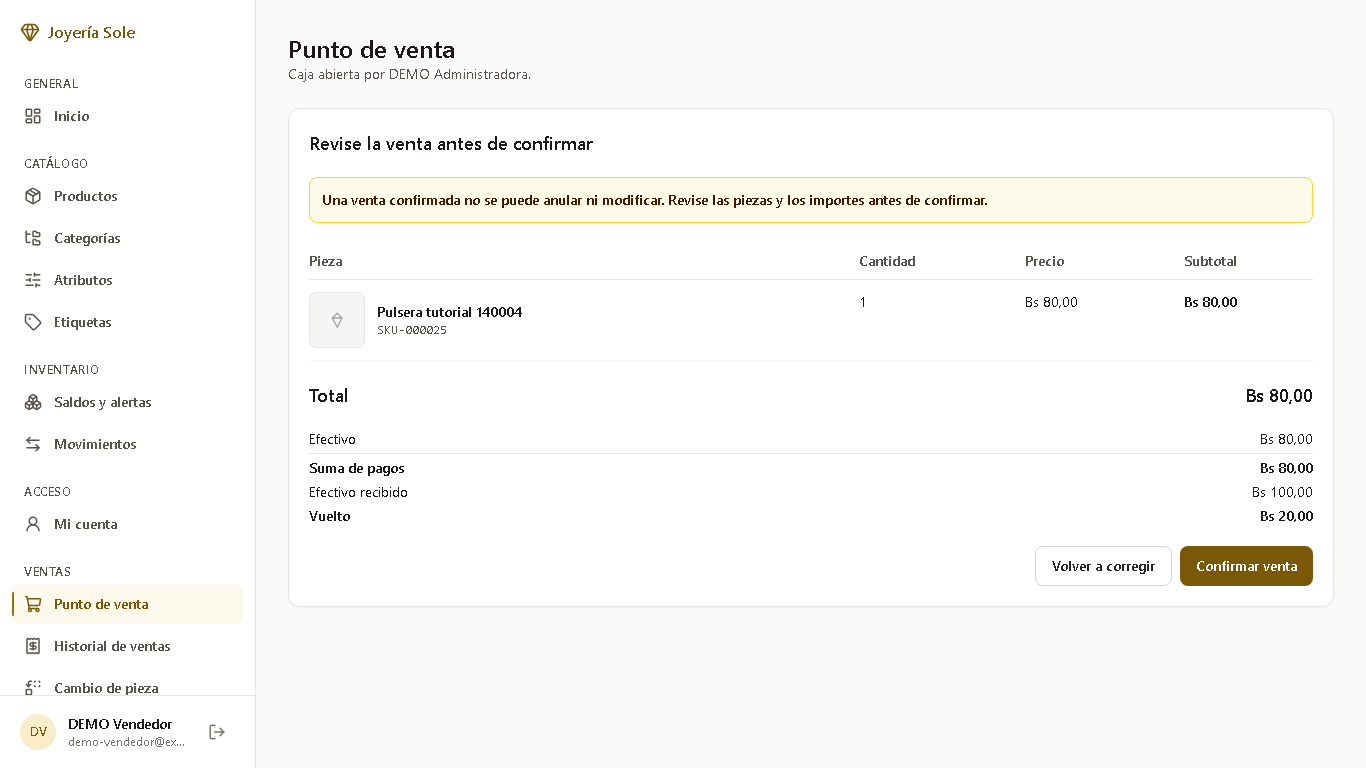 Joyería Sole
GENERAL
Inicio
CATÁLOGO
Productos
Categorías
Atributos
Etiquetas
INVENTARIO
Saldos y alertas
Movimientos
ACCESO
Mi cuenta
VENTAS
Punto de venta
Historial de ventas
Cambio de pieza
DV
DEMO Vendedor
demo-vendedor@ex...
Punto de venta
Caja abierta por DEMO Administradora.
Revise la venta antes de confirmar
Una venta confirmada no se puede anular ni modificar. Revise las piezas y los importes antes de confirmar.
Pieza Cantidad Precio Subtotal
Pulsera tutorial 140004 1 Bs 80,00 Bs 80,00
SKU-000025
Total Bs 80,00
Efectivo Bs 80,00
Suma de pagos Bs 80,00
Efectivo recibido Bs 100,00
Vuelto Bs 20,00
Volver a corregir Confirmar venta